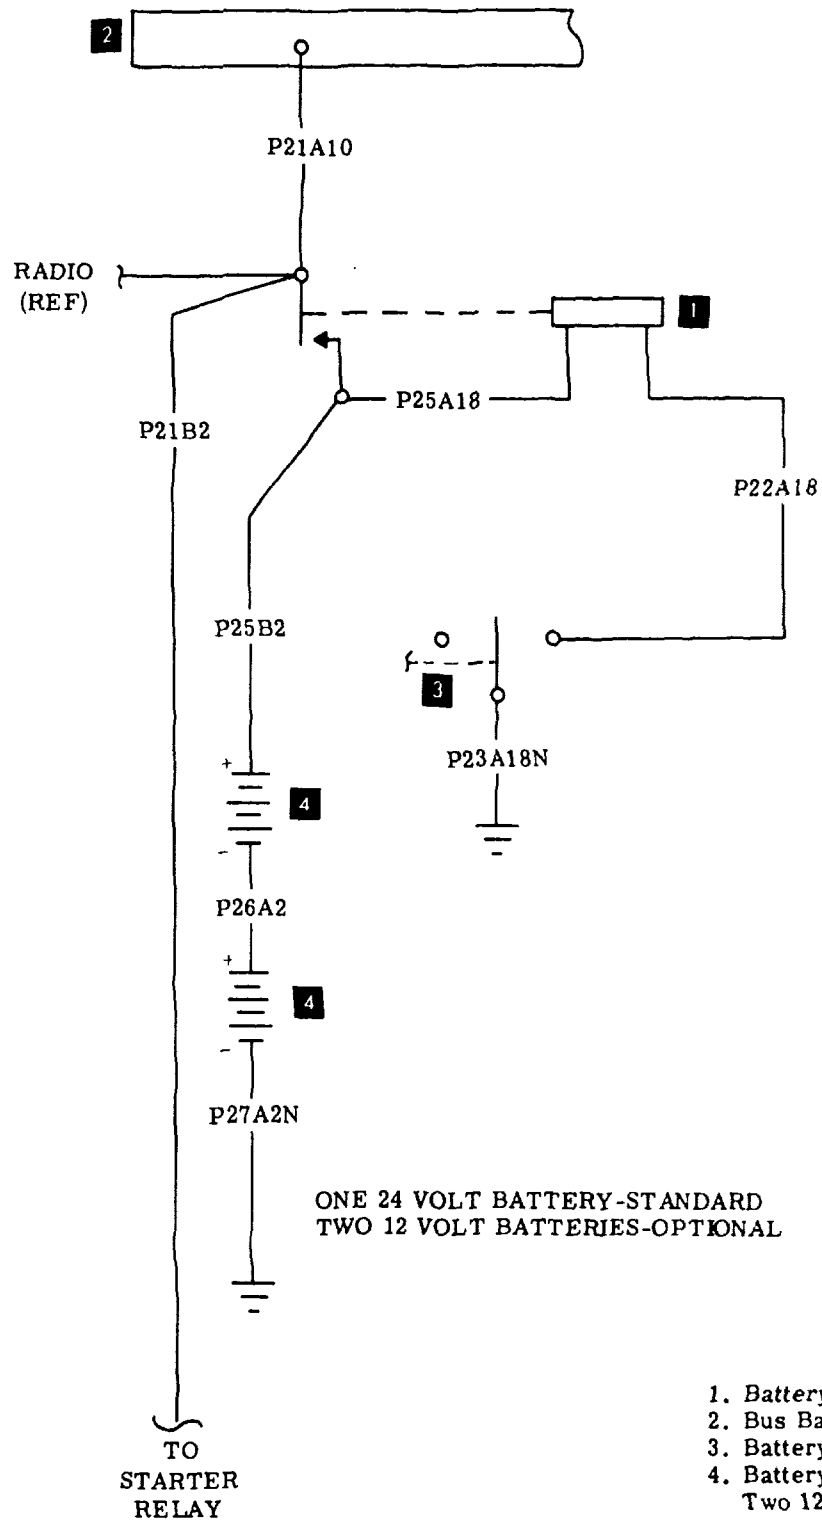 2
P21A10
RADIO
(REF)
1
P25A18
P21B2
P22A18
P25B2
3
P23A18N
+
4
-
P26A2
+
4
-
P27A2N
ONE 24 VOLT BATTERY-STANDARD
TWO 12 VOLT BATTERIES-OPTIONAL
1. Battery
2. Bus Ba
3. Battery
4. Battery
Two 12
TO
STARTER
RELAY